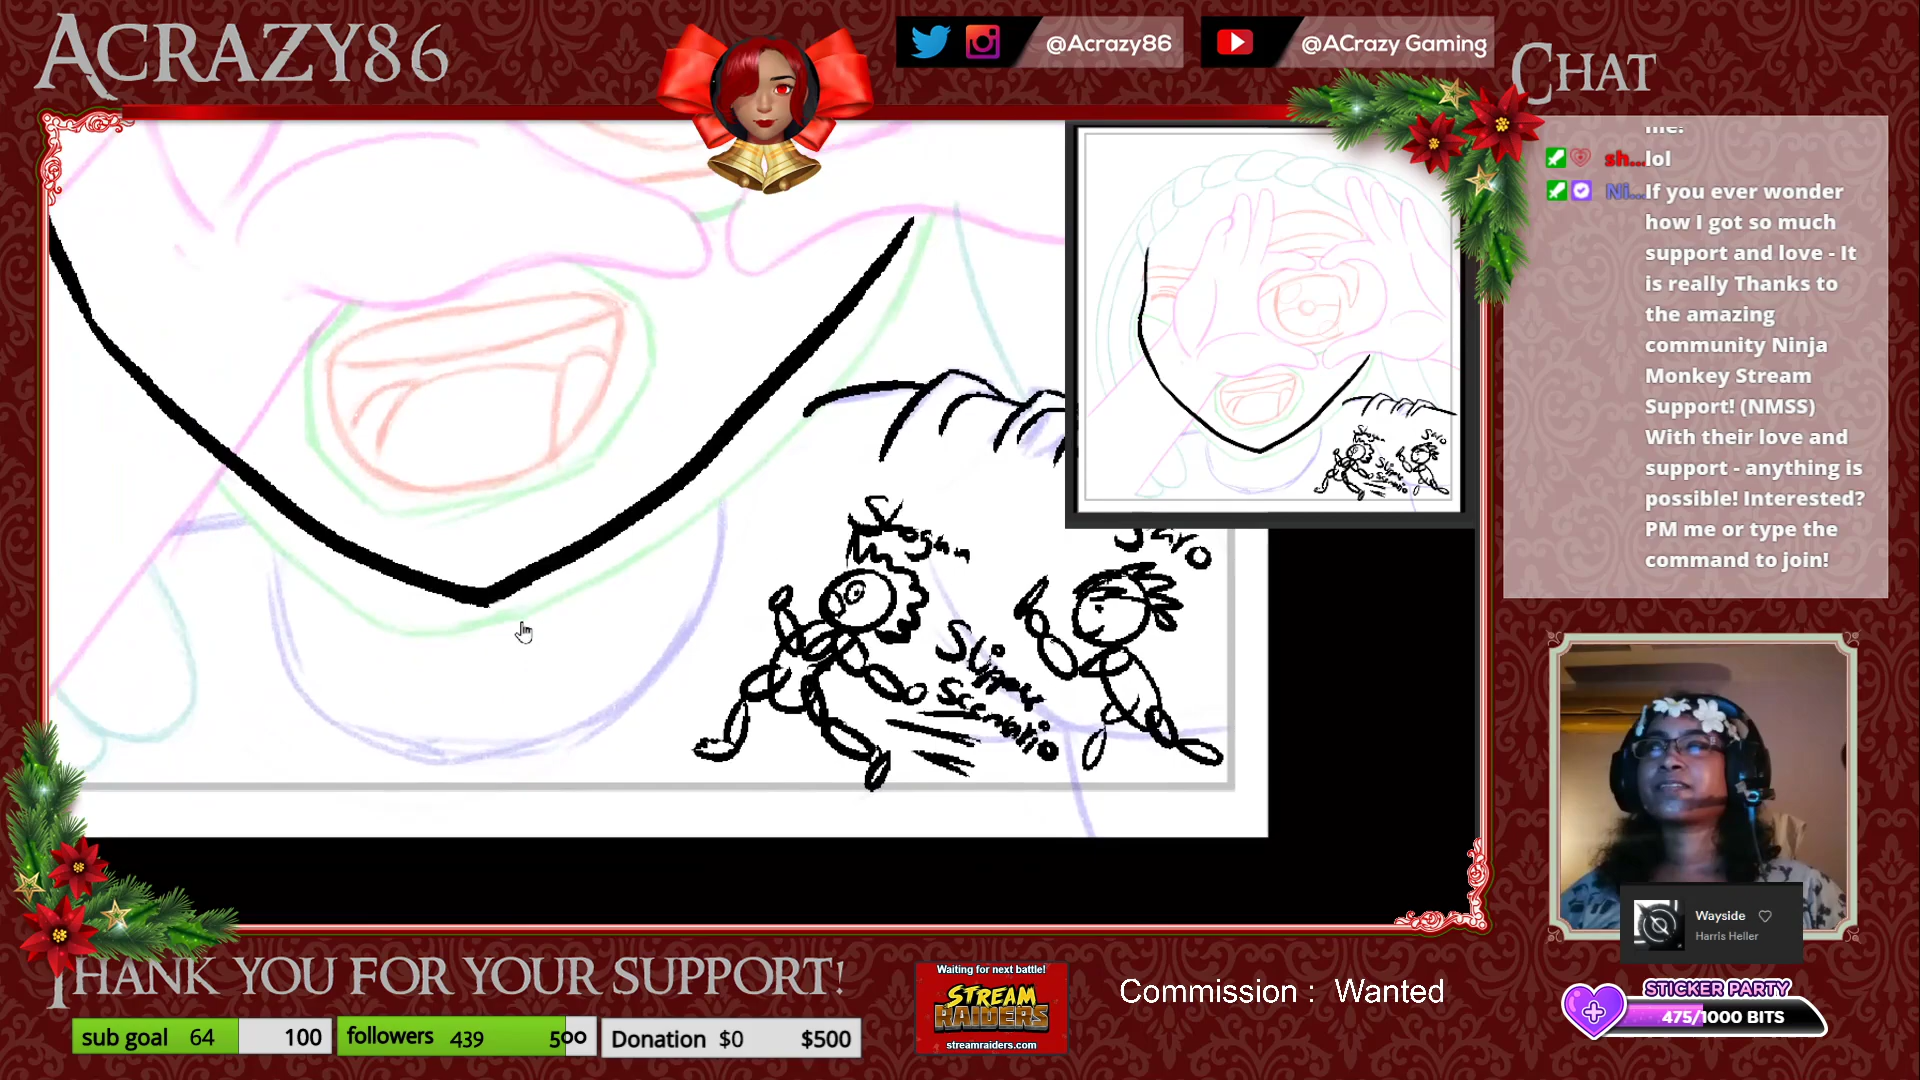 ACRAZY86
@Acrazy86
@ACrazy Gaming
CHAT
me!
sh...lol
Ni...If you ever wonder
how I got so much
support and love - It
is really Thanks to
the amazing
community Ninja
Monkey Stream
Support! (NMSS)
With their love and
support - anything is
possible! Interested?
PM me or type the
command to join!
Slipper
Scenario
Wayside
Harris Heller
THANK YOU FOR YOUR SUPPORT!
sub goal 64 100
followers 439 500
Donation $0 $500
Waiting for next battle!
STREAM
RAIDERS
streamraiders.com
Commission : Wanted
STICKER PARTY
475/1000 BITS